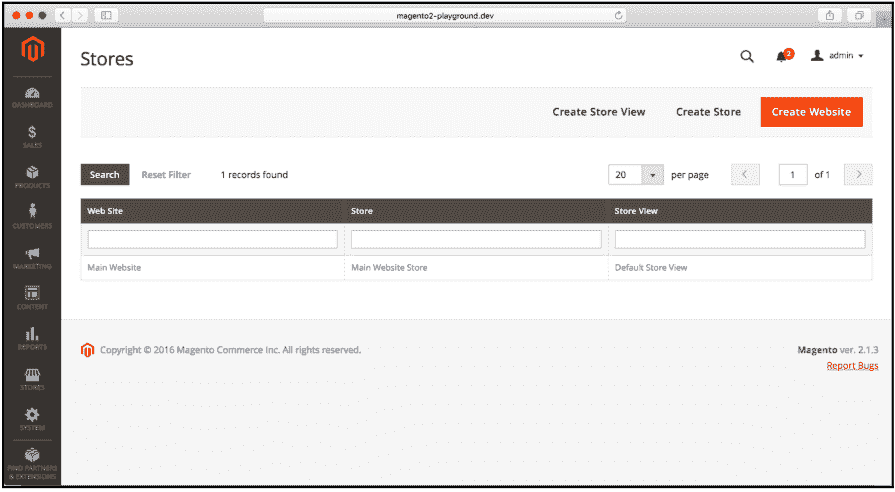 magento2-playground.dev
Stores
2
admin
Create Store View Create Store Create Website
Search Reset Filter 1 records found 20 per page 1 of 1
Web Site Store Store View
Main Website Main Website Store Default Store View
DASHBOARD
$
SALES
PRODUCTS
CUSTOMERS
MARKETING
CONTENT
REPORTS
STORES
SYSTEM
FIND PARTNERS
& EXTENSIONS
Copyright © 2016 Magento Commerce Inc. All rights reserved.
Magento ver. 2.1.3
Report Bugs